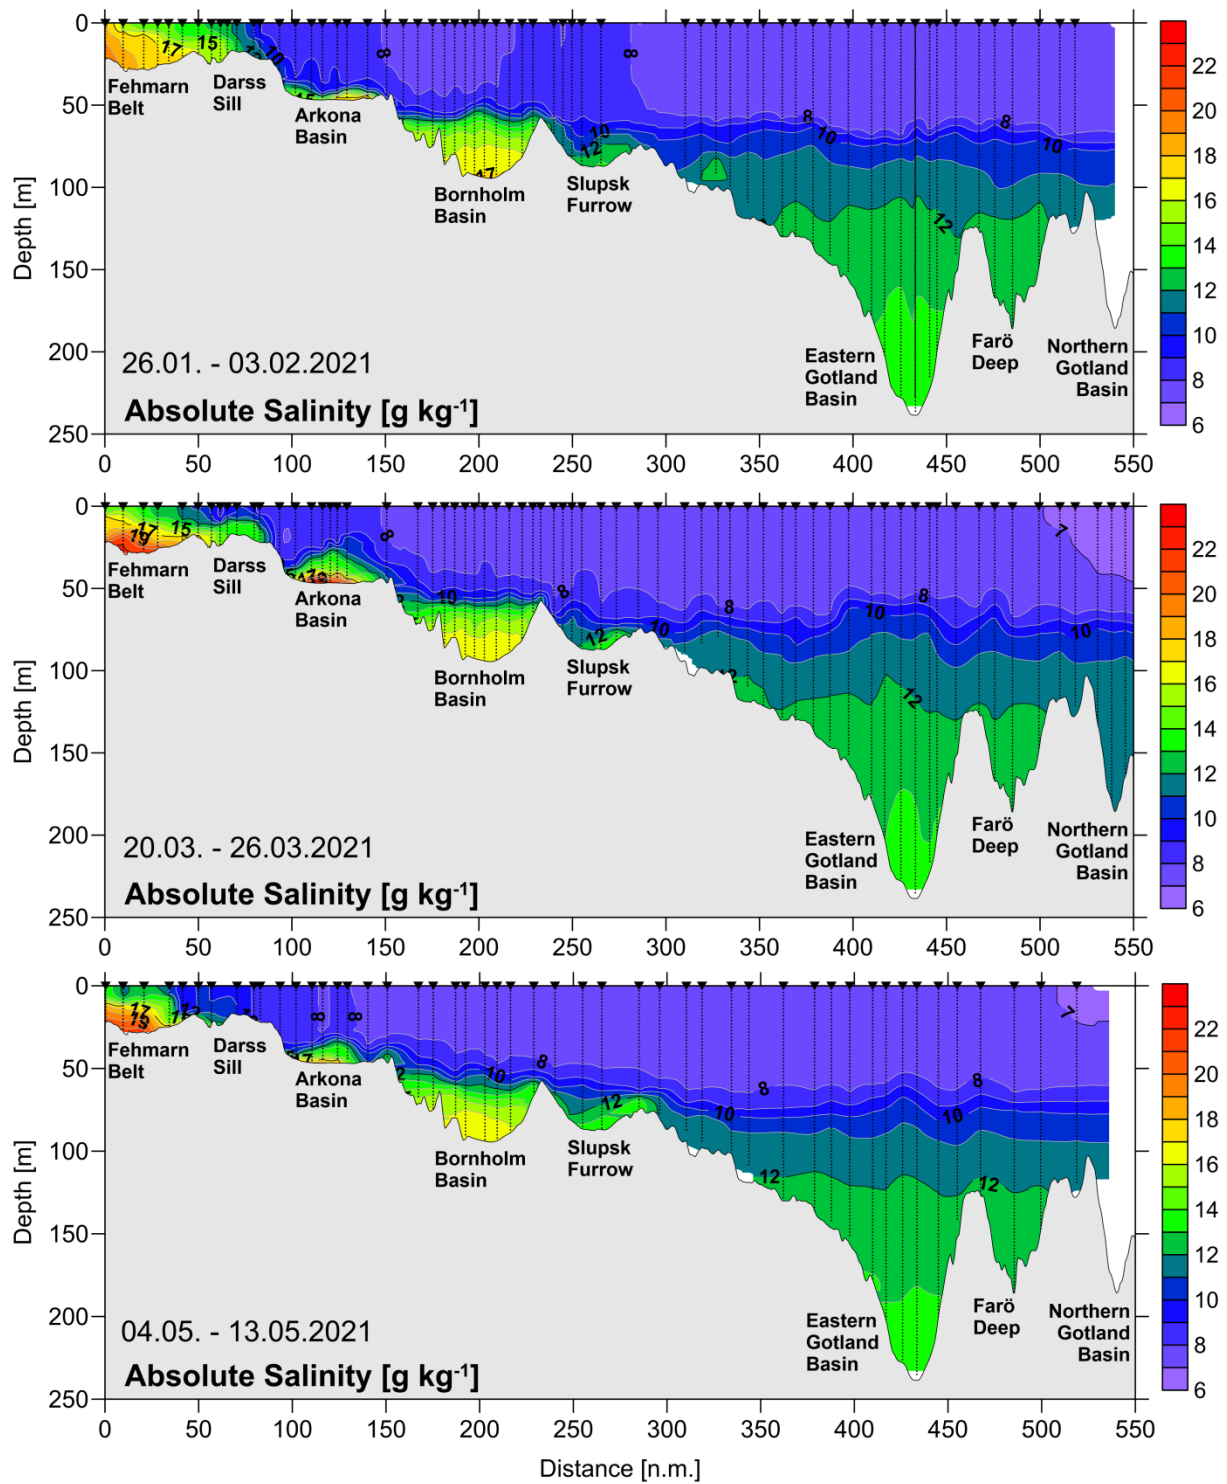 0
50
100
150
200
250
Depth [m]
17
15
12
10
8
8
15
17
10
12
8
10
12
8
10
Fehmarn
Belt
Darss
Sill
Arkona
Basin
Bornholm
Basin
Slupsk
Furrow
Eastern
Gotland
Basin
Farö
Deep
Northern
Gotland
Basin
26.01. - 03.02.2021
Absolute Salinity [g kg-1]
0 50 100 150 200 250 300 350 400 450 500 550
22
20
18
16
14
12
10
8
6
0
50
100
150
200
250
Depth [m]
17
19
15
8
10
8
12
10
8
12
10
8
12
10
7
Fehmarn
Belt
Darss
Sill
Arkona
Basin
Bornholm
Basin
Slupsk
Furrow
Eastern
Gotland
Basin
Farö
Deep
Northern
Gotland
Basin
20.03. - 26.03.2021
Absolute Salinity [g kg-1]
0 50 100 150 200 250 300 350 400 450 500 550
22
20
18
16
14
12
10
8
6
0
50
100
150
200
250
Depth [m]
17
19
8
8
10
8
12
10
8
12
10
8
12
7
Fehmarn
Belt
Darss
Sill
Arkona
Basin
Bornholm
Basin
Slupsk
Furrow
Eastern
Gotland
Basin
Farö
Deep
Northern
Gotland
Basin
04.05. - 13.05.2021
Absolute Salinity [g kg-1]
0 50 100 150 200 250 300 350 400 450 500 550
Distance [n.m.]
22
20
18
16
14
12
10
8
6